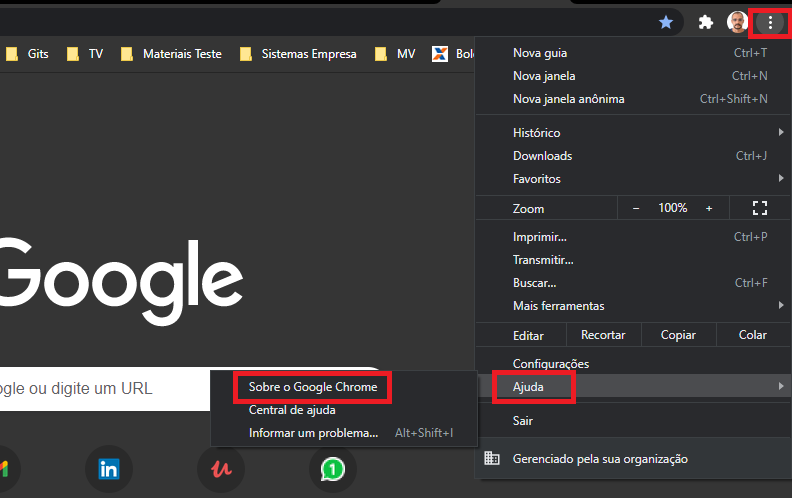 Gits
TV
Materiais Teste
Sistemas Empresa
MV
Nova guia Ctrl+T
Nova janela Ctrl+N
Nova janela anônima Ctrl+Shift+N
Histórico
Downloads Ctrl+J
Favoritos
Zoom − 100% +
Imprimir... Ctrl+P
Transmitir...
Buscar... Ctrl+F
Mais ferramentas
Editar Recortar Copiar Colar
Configurações
Ajuda
Sair
Gerenciado pela sua organização
Google
ogle ou digite um URL
Sobre o Google Chrome
Central de ajuda
Informar um problema... Alt+Shift+I
in
1